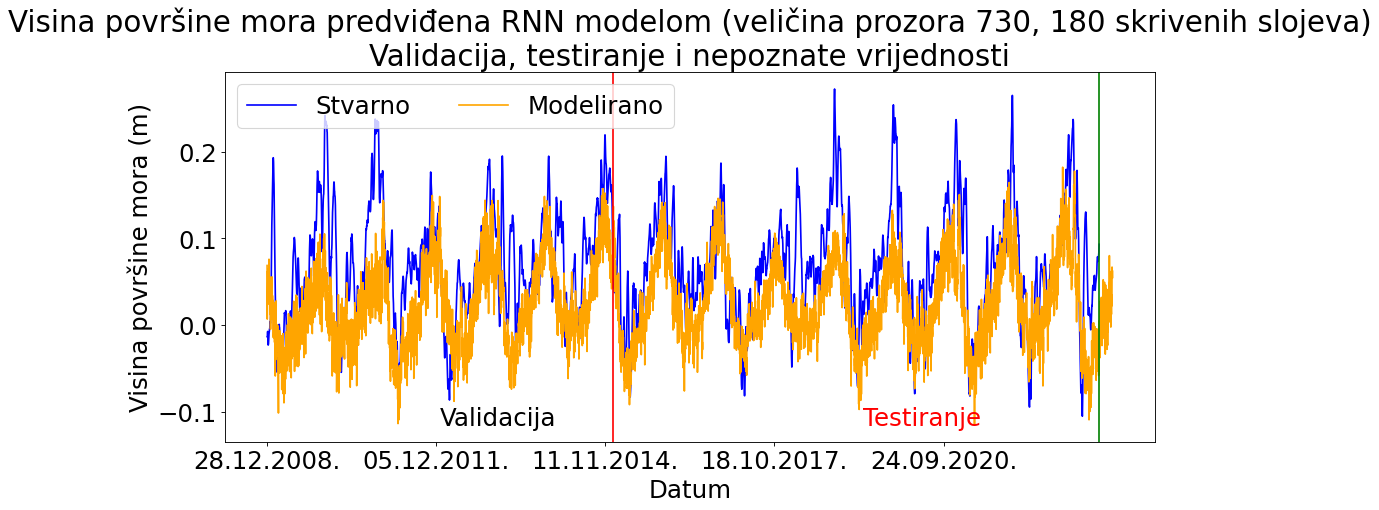 Visina površine mora predviđena RNN modelom (veličina prozora 730, 180 skrivenih slojeva)
Validacija, testiranje i nepoznate vrijednosti
Stvarno Modelirano
Visina površine mora (m)
0.2
0.1
0.0
−0.1
Validacija Testiranje
28.12.2008. 05.12.2011. 11.11.2014. 18.10.2017. 24.09.2020.
Datum